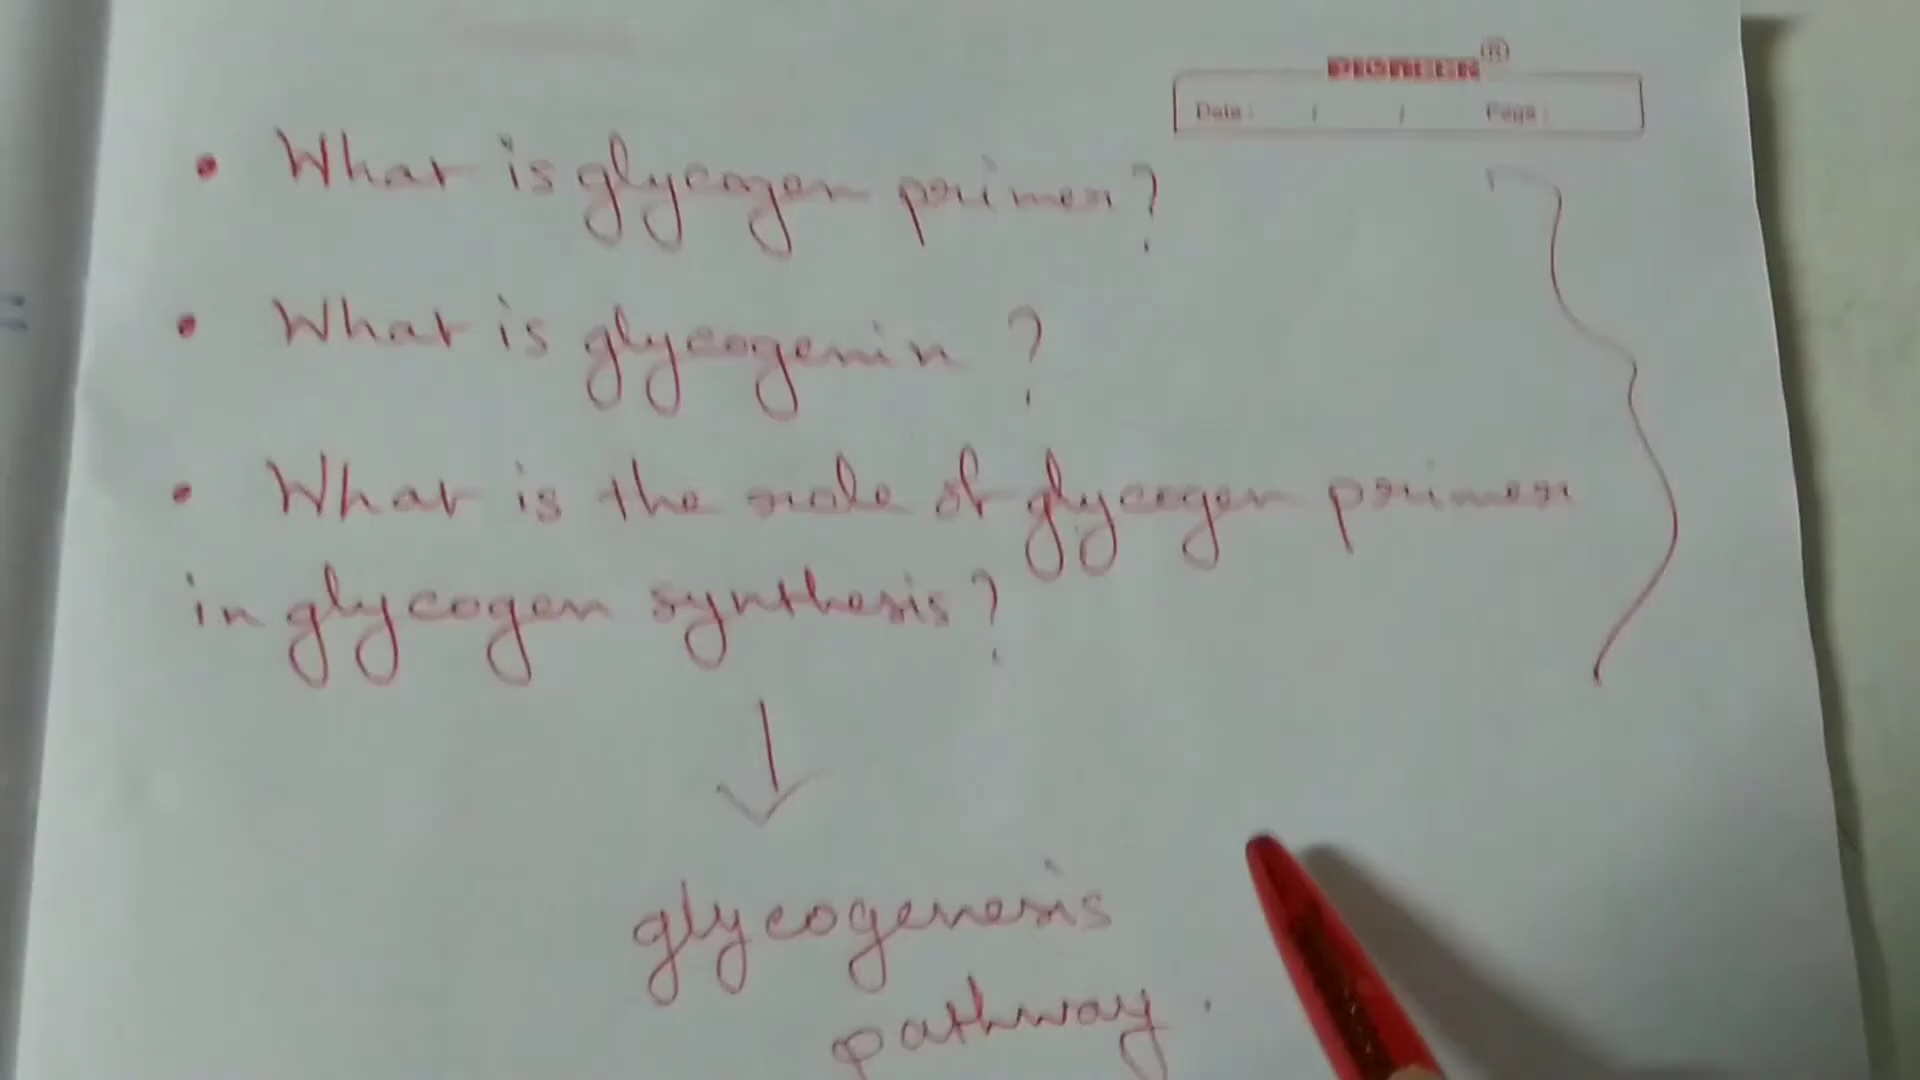 PIONEER®
Date : / / Page :
• What is glycogen primer?
• What is glycogenin ?
• What is the role of glycogen primer
in glycogen synthesis?
glycogenesis
pathway.